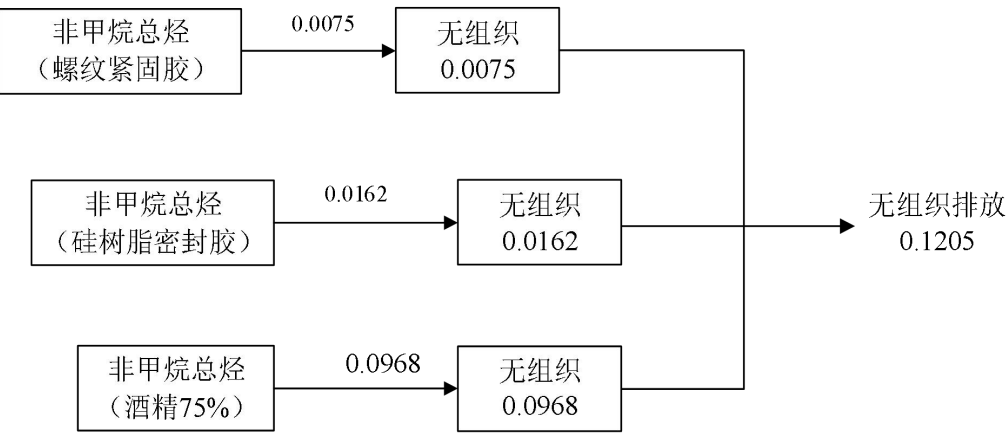 非甲烷总烃
（螺纹紧固胶）
0.0075
无组织
0.0075
非甲烷总烃
（硅树脂密封胶）
0.0162
无组织
0.0162
无组织排放
0.1205
非甲烷总烃
（酒精75%）
0.0968
无组织
0.0968